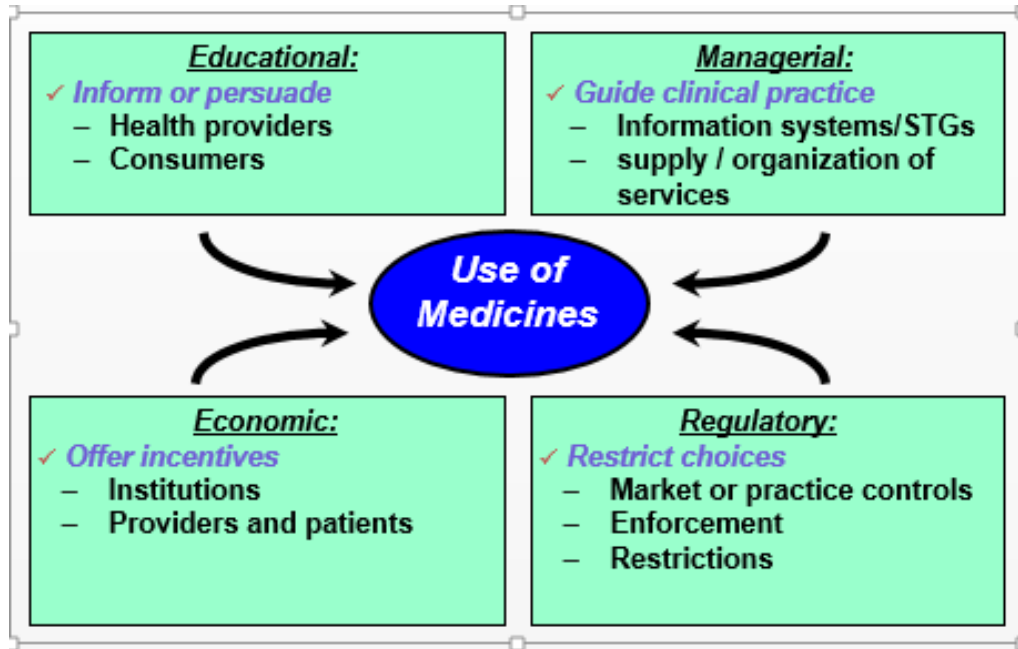 Educational:
✓ Inform or persuade
– Health providers
– Consumers
Managerial:
✓ Guide clinical practice
– Information systems/STGs
– supply / organization of
services
Use of
Medicines
Economic:
✓ Offer incentives
– Institutions
– Providers and patients
Regulatory:
✓ Restrict choices
– Market or practice controls
– Enforcement
– Restrictions